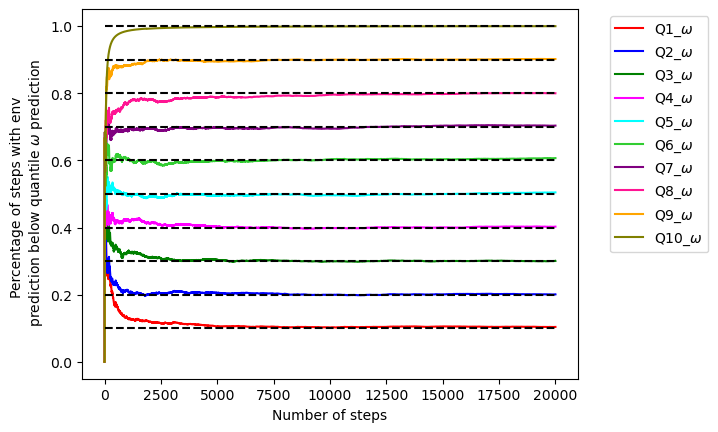 Percentage of steps with env
prediction below quantile ω prediction
1.0
0.8
0.6
0.4
0.2
0.0
0
2500
5000
7500
10000
12500
15000
17500
20000
Number of steps
Q1_ω
Q2_ω
Q3_ω
Q4_ω
Q5_ω
Q6_ω
Q7_ω
Q8_ω
Q9_ω
Q10_ω